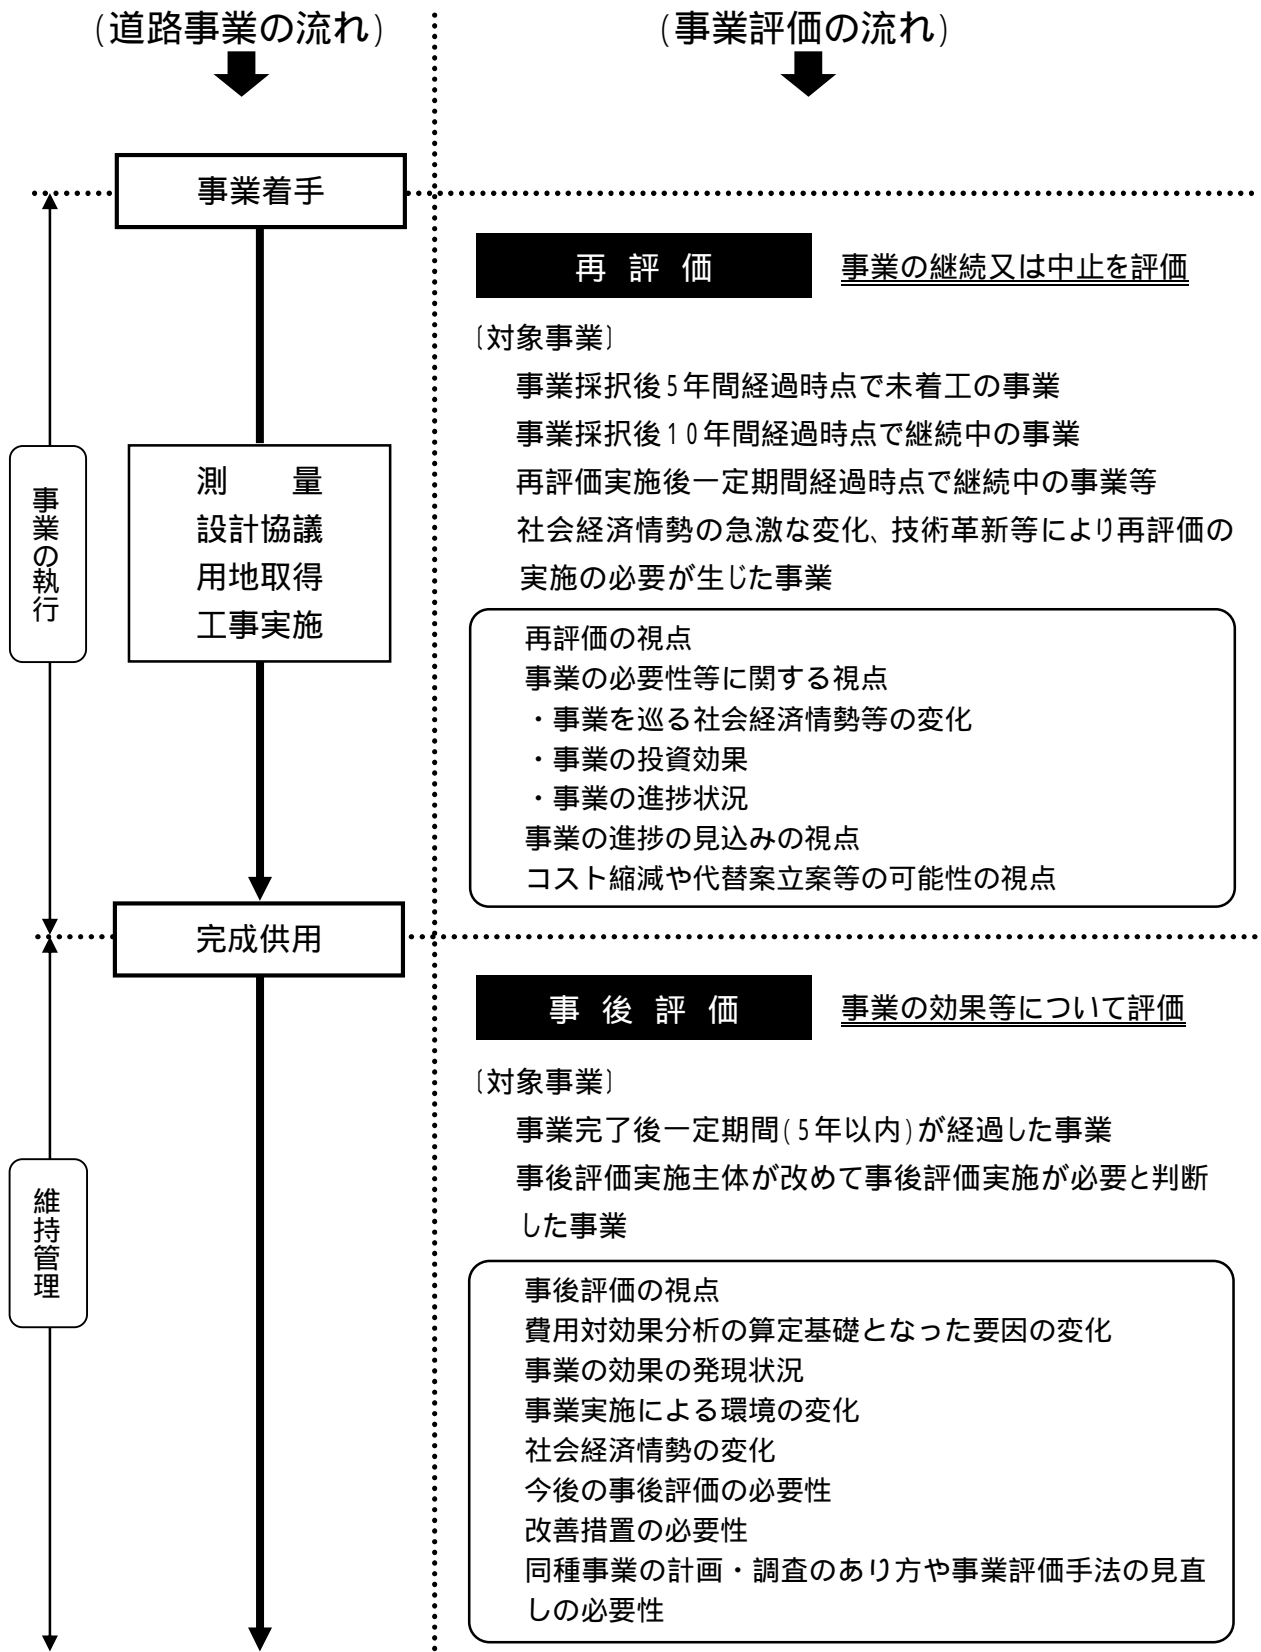 (道路事業の流れ)
(事業評価の流れ)
事業着手
測　量
設計協議
用地取得
工事実施
事業の執行
再 評 価
事業の継続又は中止を評価
〔対象事業〕
事業採択後5年間経過時点で未着工の事業
事業採択後10年間経過時点で継続中の事業
再評価実施後一定期間経過時点で継続中の事業等
社会経済情勢の急激な変化、技術革新等により再評価の
実施の必要が生じた事業
再評価の視点
事業の必要性等に関する視点
・事業を巡る社会経済情勢等の変化
・事業の投資効果
・事業の進捗状況
事業の進捗の見込みの視点
コスト縮減や代替案立案等の可能性の視点
完成供用
維持管理
事 後 評 価
事業の効果等について評価
〔対象事業〕
事業完了後一定期間(5年以内)が経過した事業
事後評価実施主体が改めて事後評価実施が必要と判断
した事業
事後評価の視点
費用対効果分析の算定基礎となった要因の変化
事業の効果の発現状況
事業実施による環境の変化
社会経済情勢の変化
今後の事後評価の必要性
改善措置の必要性
同種事業の計画・調査のあり方や事業評価手法の見直
しの必要性